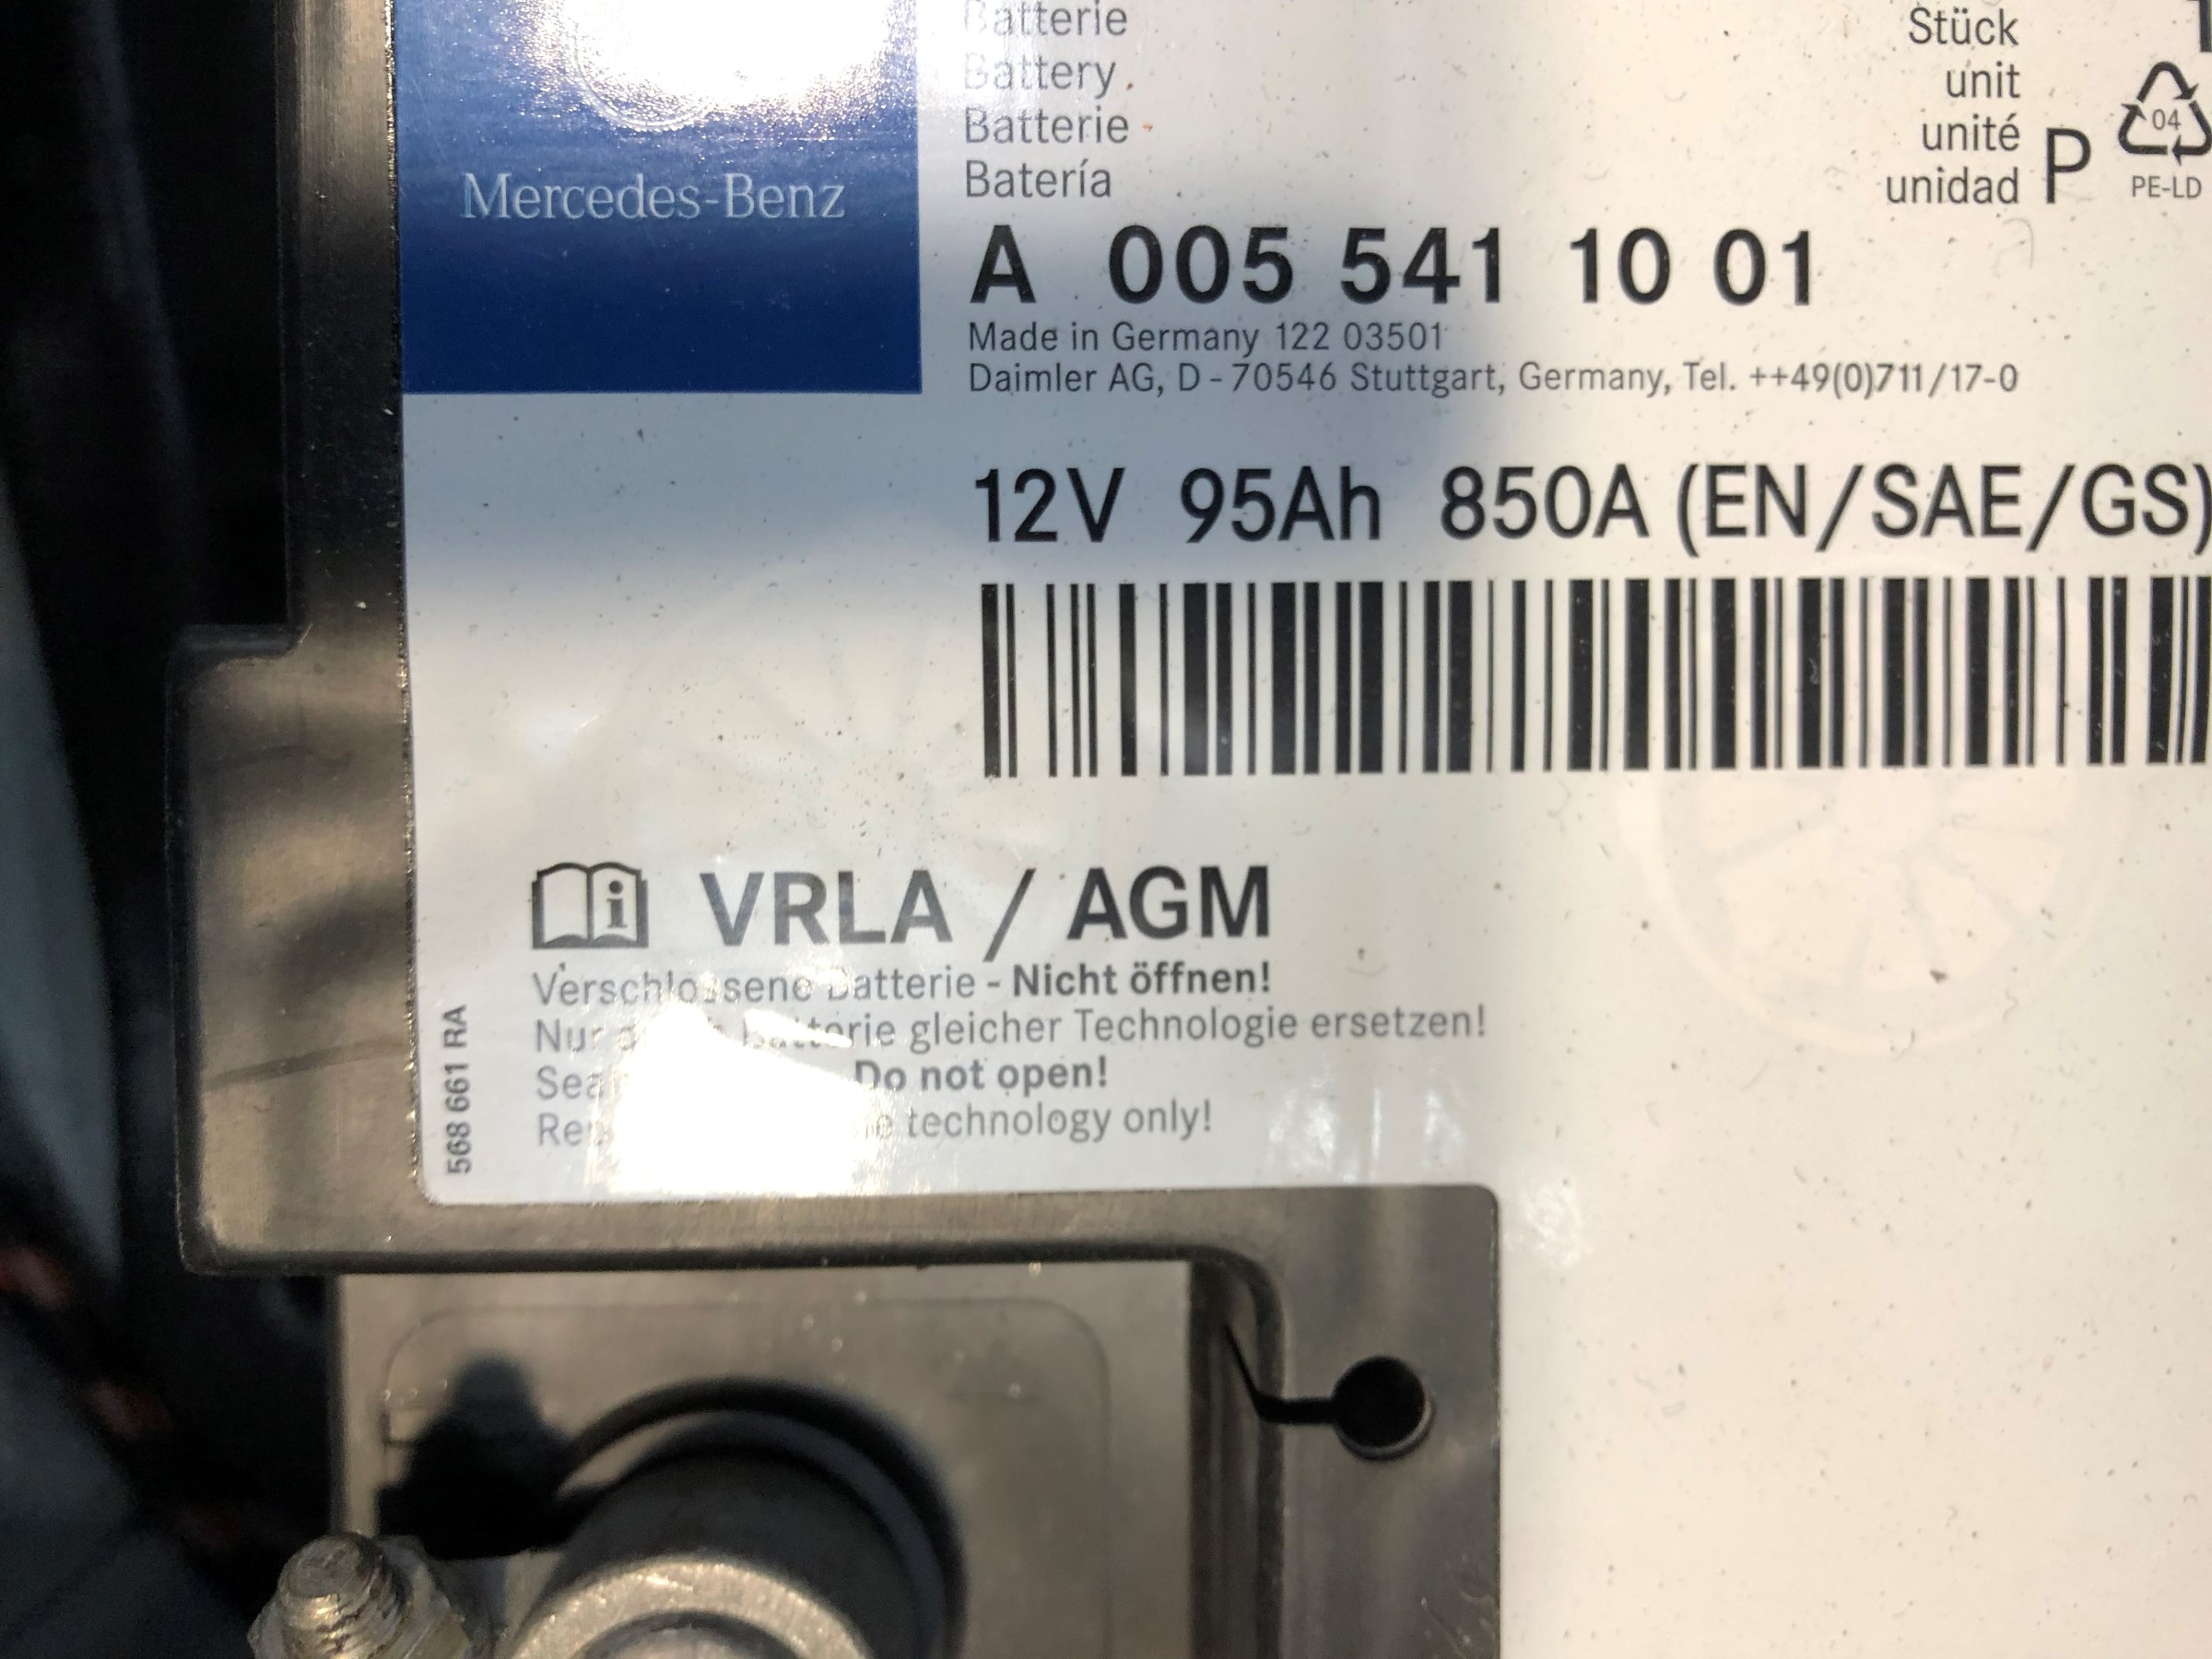 Batterie
Stück
Battery
unit
Batterie
unité
Batería
unidad
P
04
PE-LD
Mercedes-Benz
A 005 541 10 01
Made in Germany 122 03501
Daimler AG, D - 70546 Stuttgart, Germany, Tel. ++49(0)711/17-0
12V 95Ah 850A (EN/SAE/GS)
VRLA / AGM
Verschlossene Batterie - Nicht öffnen!
Nur Batterie gleicher Technologie ersetzen!
Do not open!
technology only!
568 661 RA